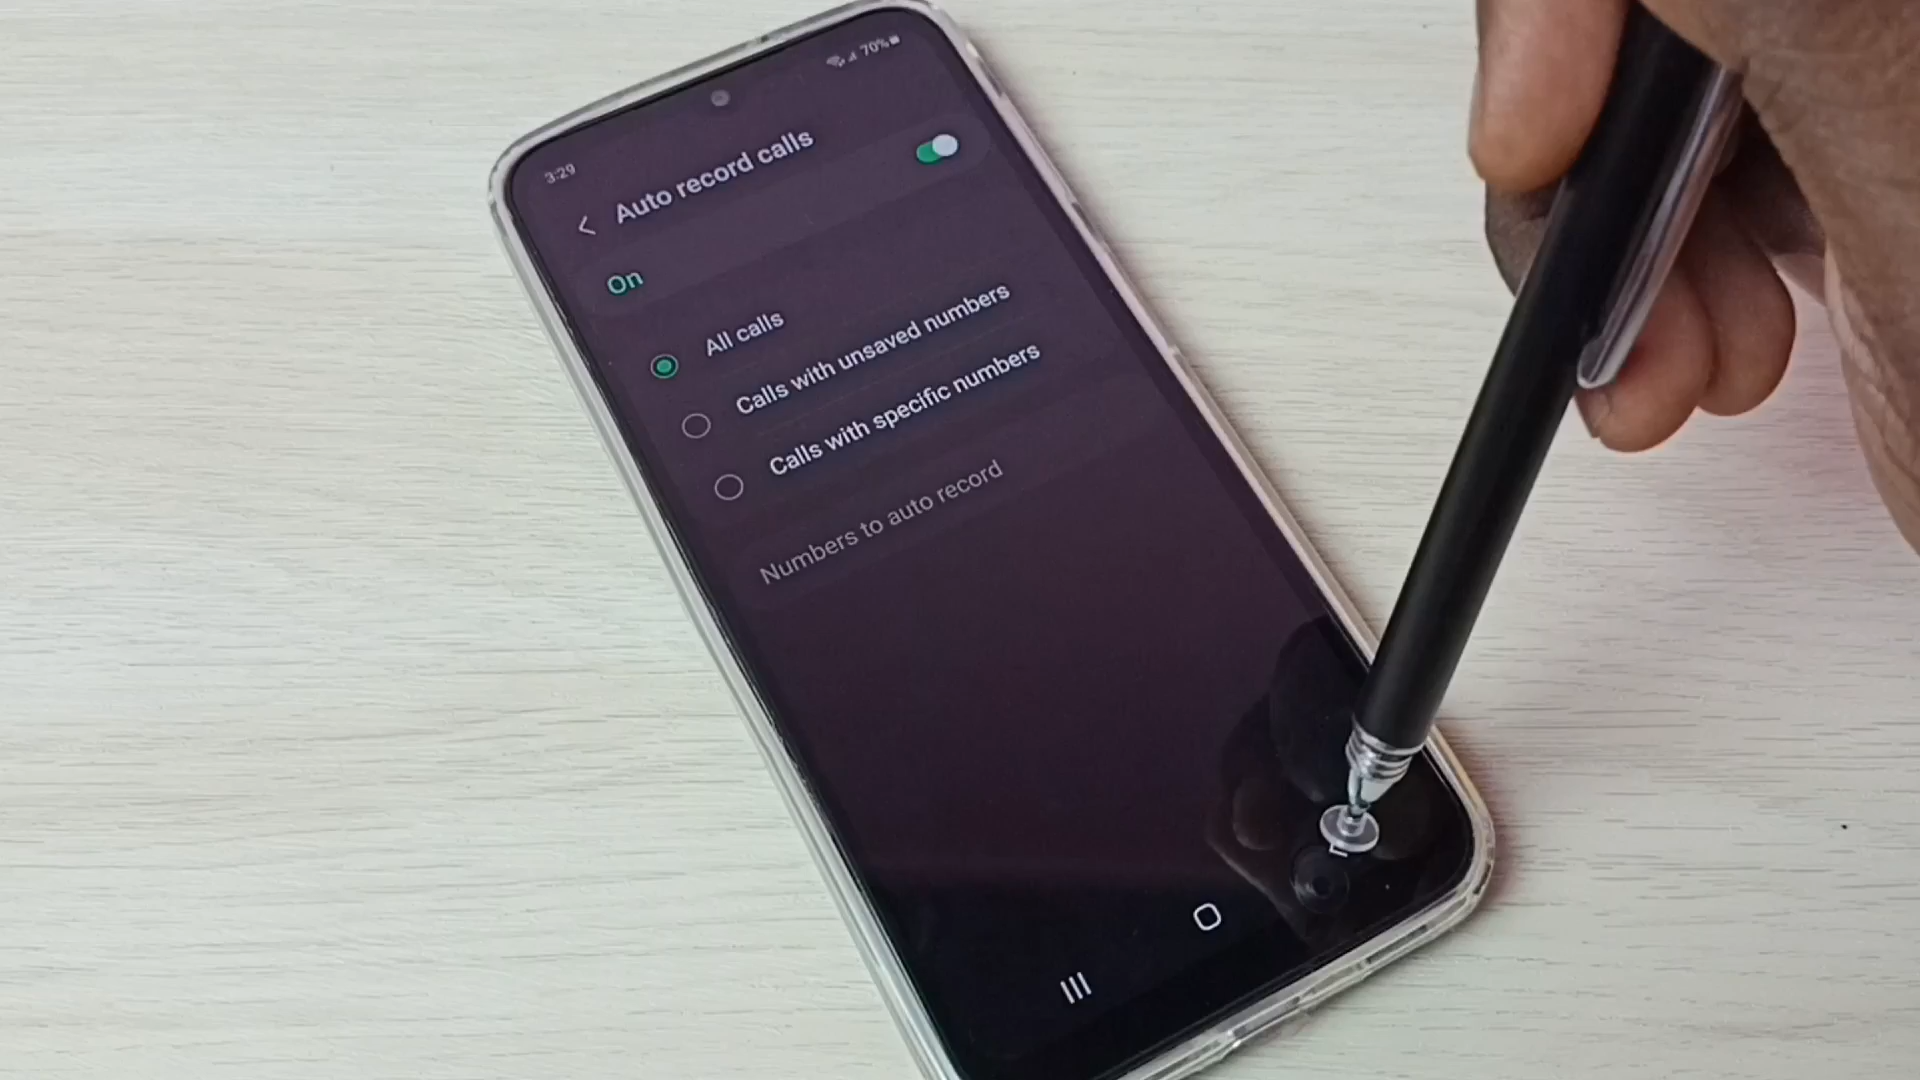 3:29
70%
Auto record calls
On
All calls
Calls with unsaved numbers
Calls with specific numbers
Numbers to auto record